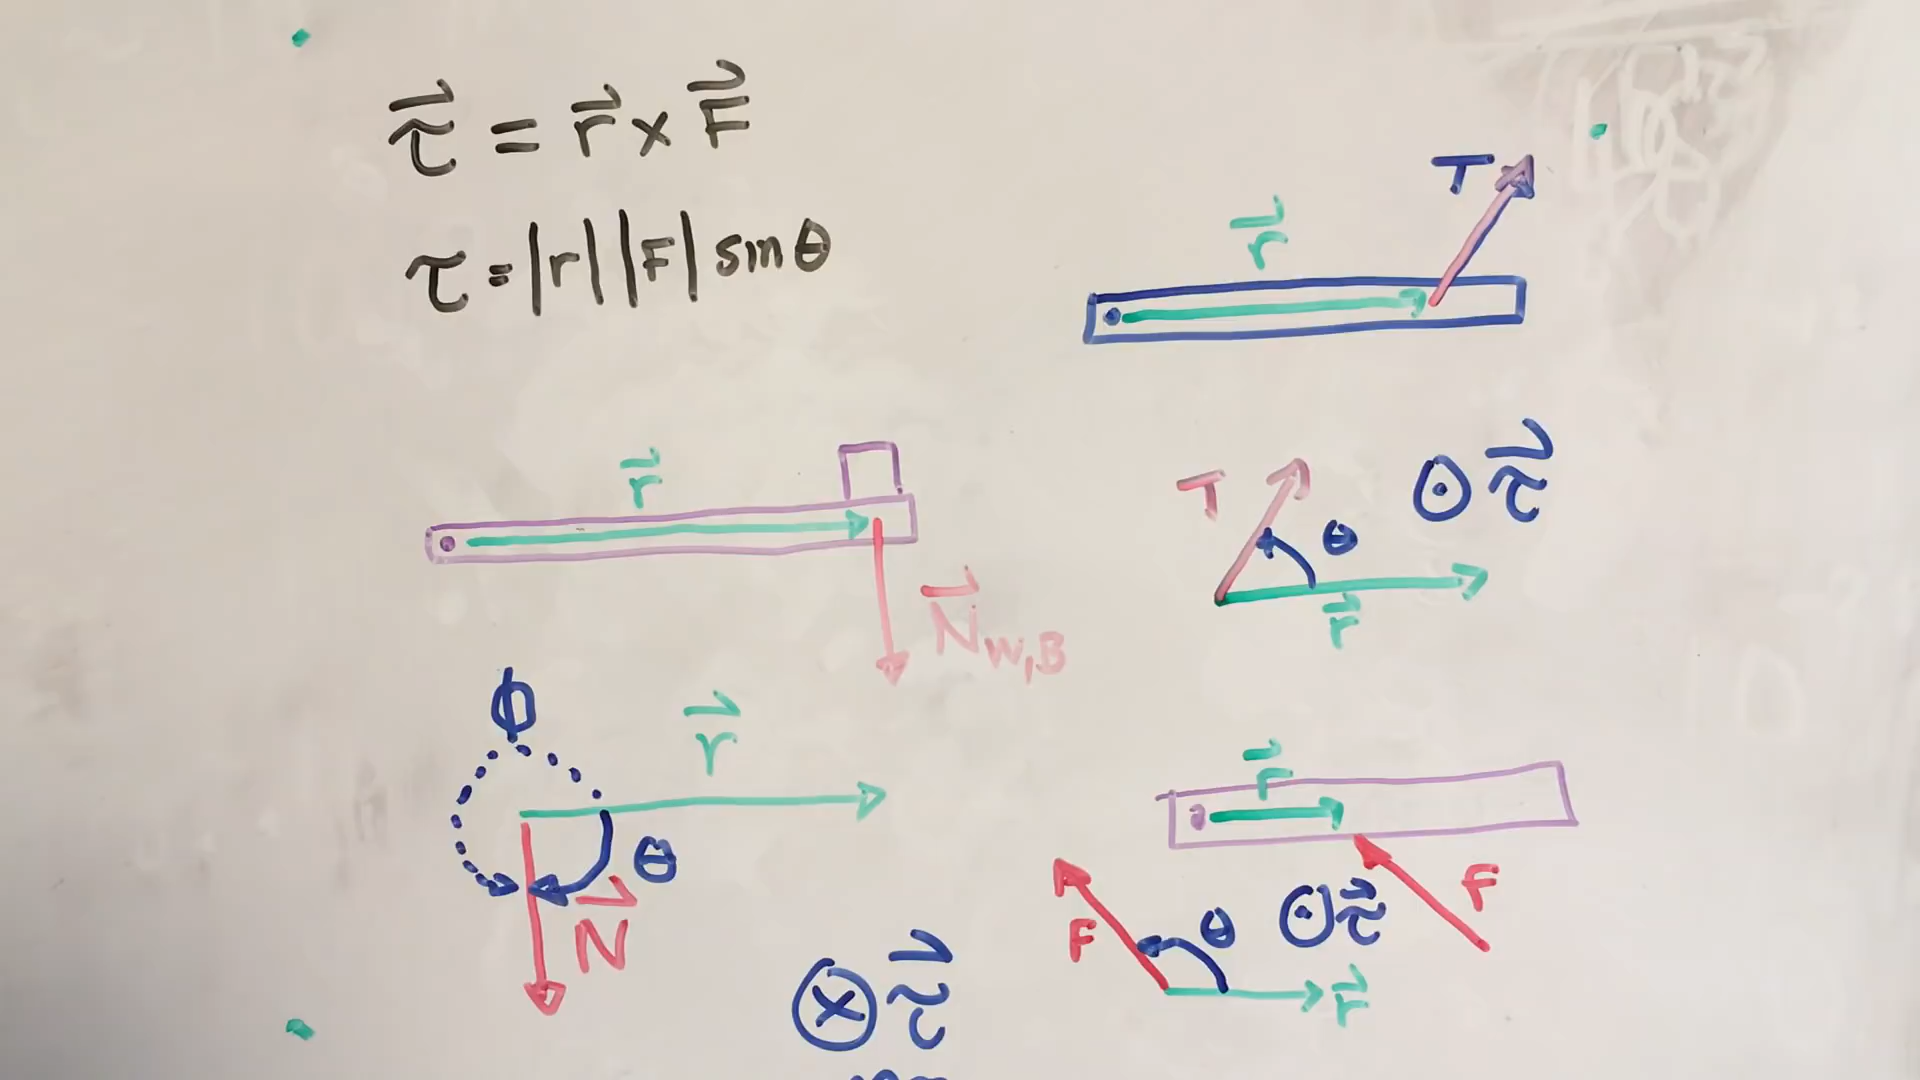 τ⃗ = r⃗ × F⃗
τ = |r| |F| sin θ
T
r⃗
r⃗
N⃗ W,B
T
θ
r⃗
⊙ τ⃗
ϕ
r⃗
θ
N⃗
⊗ τ⃗
r⃗
F
F
θ
⊙ τ⃗
r⃗